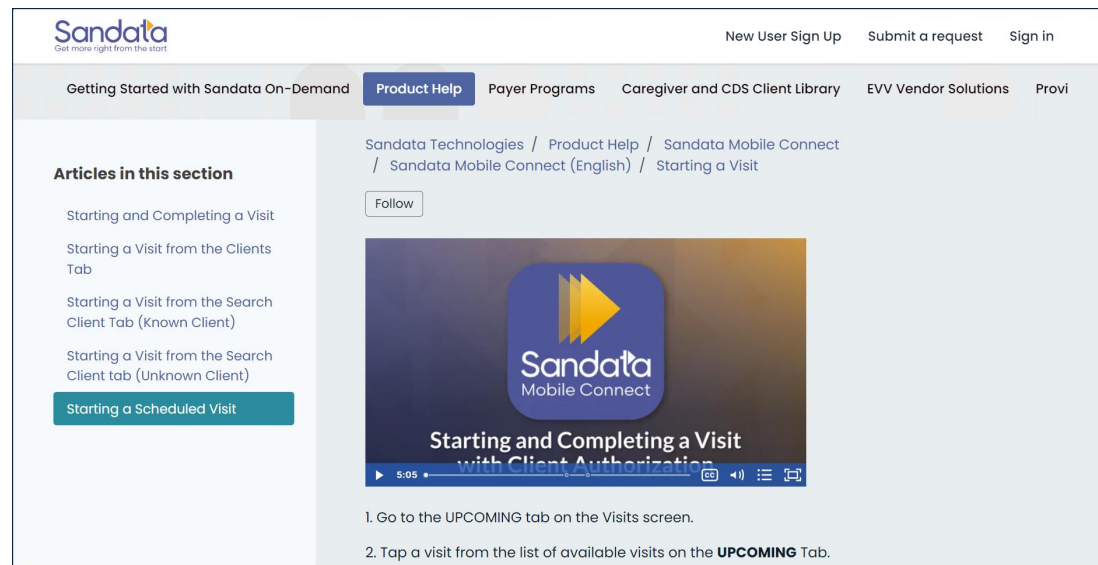 Sandata
Get more right from the start
New User Sign Up Submit a request Sign in
Getting Started with Sandata On-Demand Product Help Payer Programs Caregiver and CDS Client Library EVV Vendor Solutions Provi
Articles in this section
Starting and Completing a Visit
Starting a Visit from the Clients
Tab
Starting a Visit from the Search
Client Tab (Known Client)
Starting a Visit from the Search
Client tab (Unknown Client)
Starting a Scheduled Visit
Sandata Technologies / Product Help / Sandata Mobile Connect
/ Sandata Mobile Connect (English) / Starting a Visit
Follow
Sandata
Mobile Connect
Starting and Completing a Visit
with Client Authorization
5:05 CC
1. Go to the UPCOMING tab on the Visits screen.
2. Tap a visit from the list of available visits on the UPCOMING Tab.